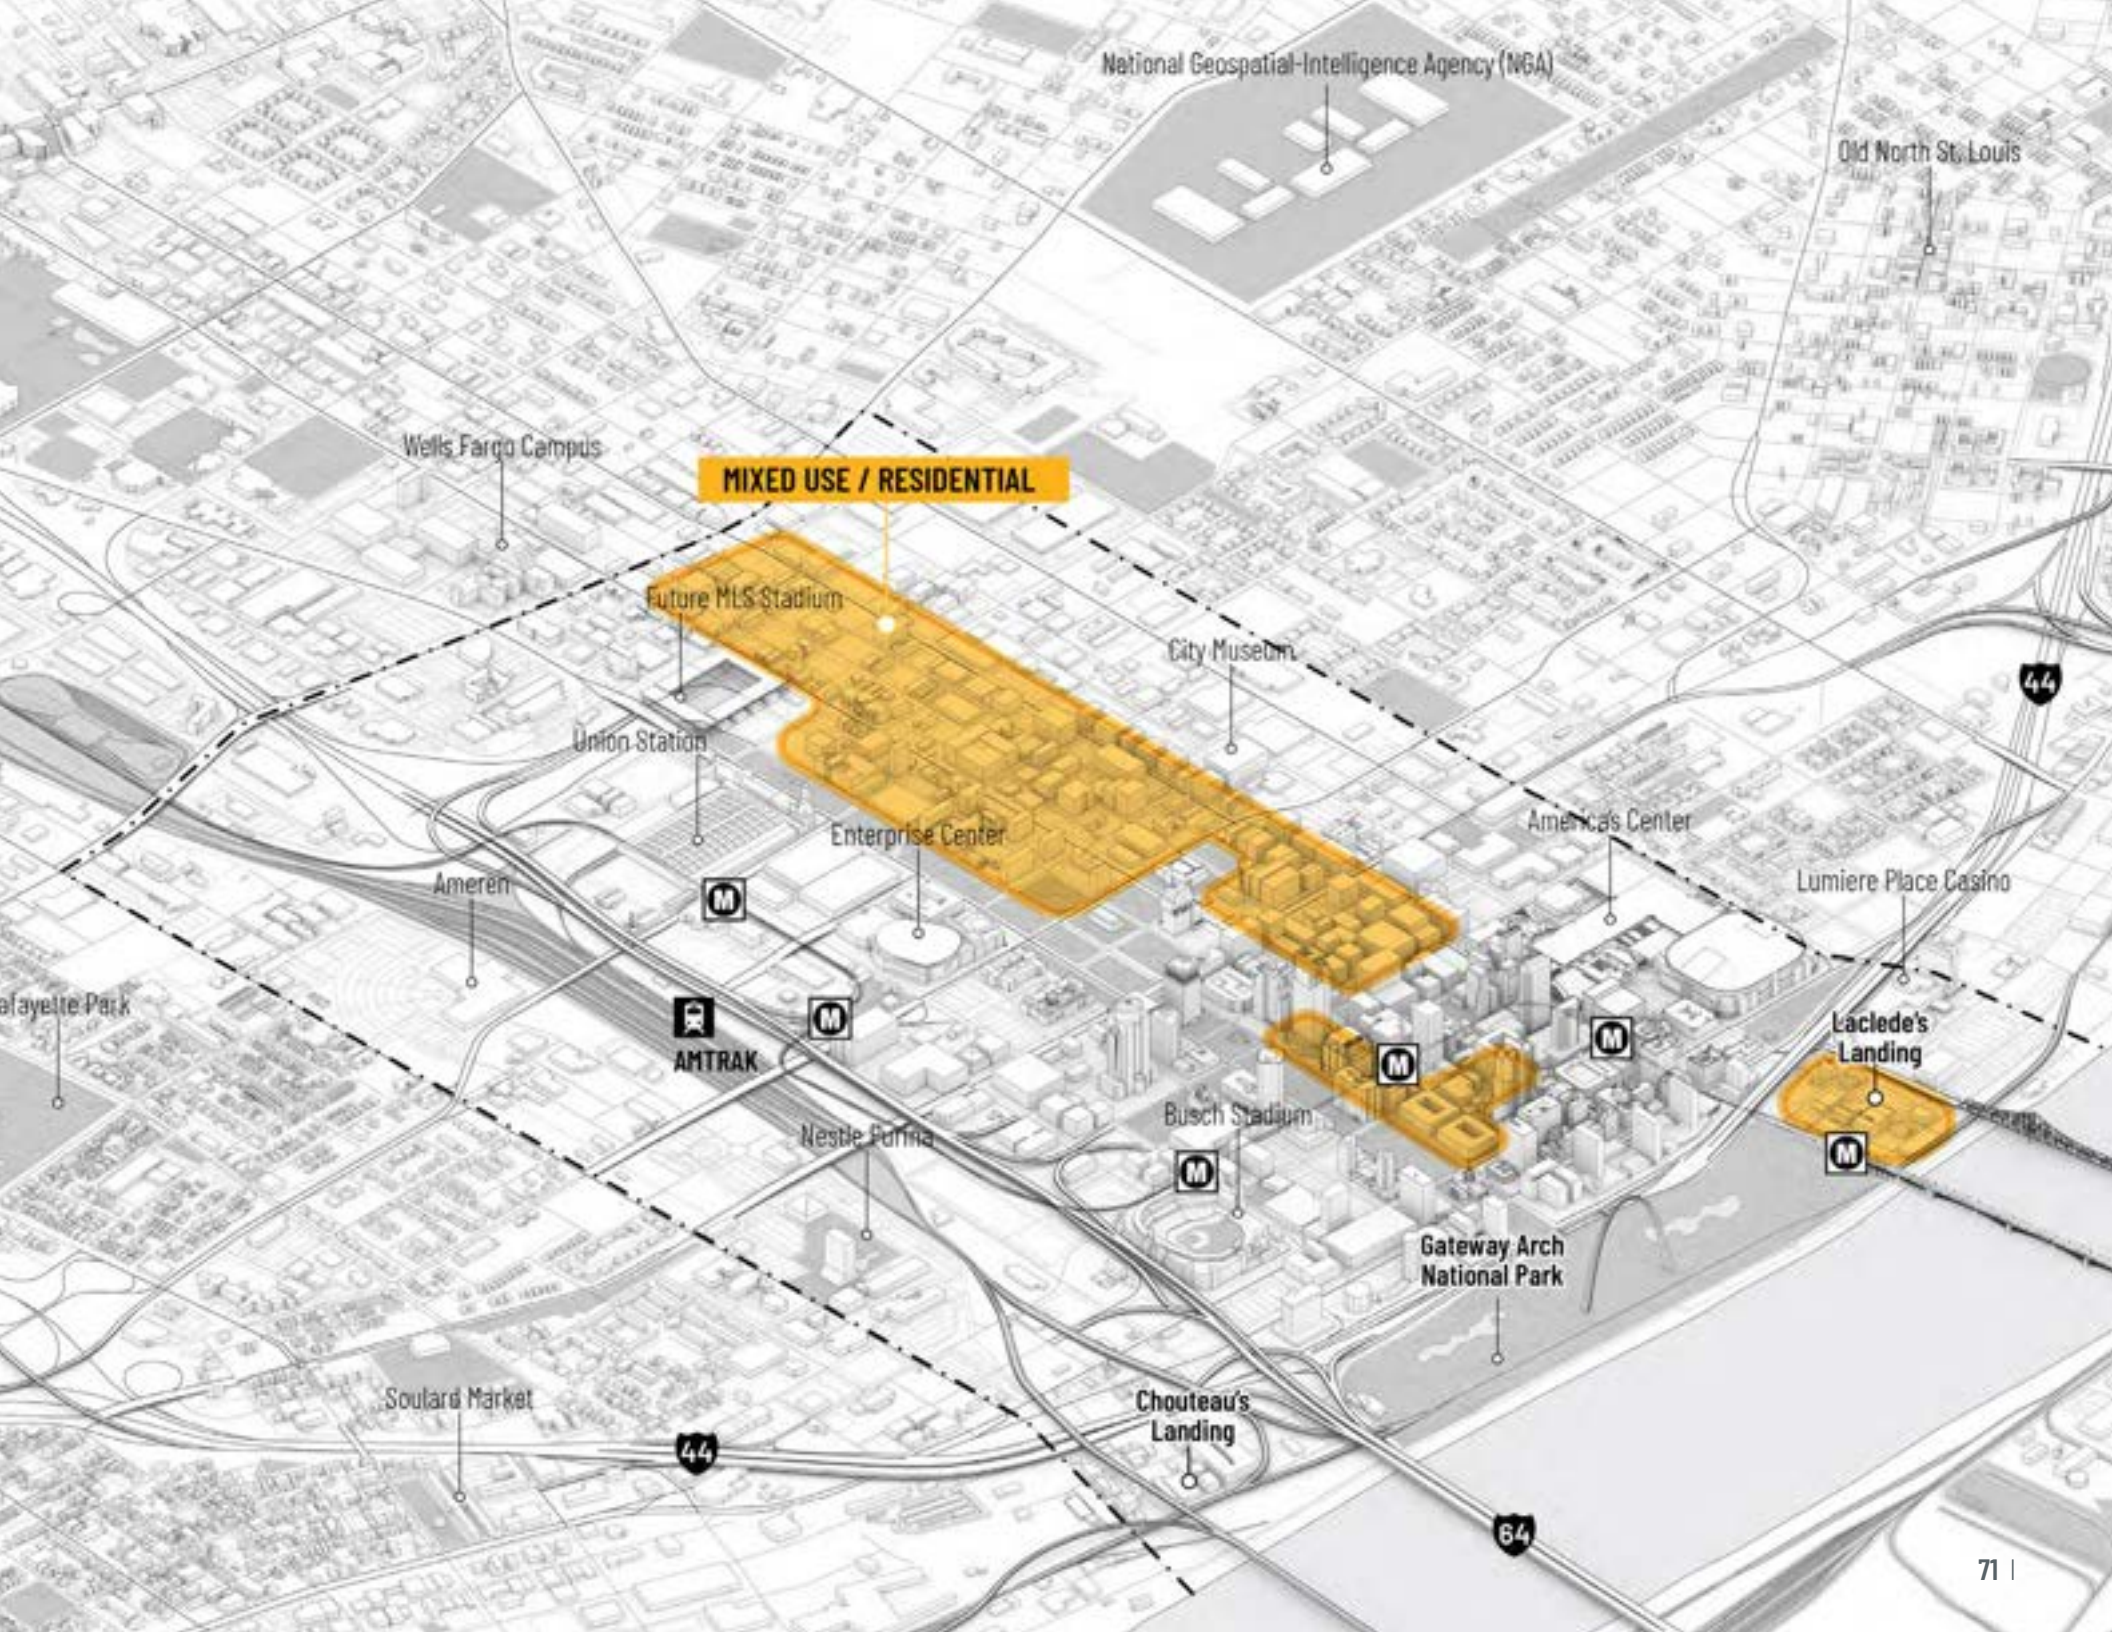 National Geospatial-Intelligence Agency (NGA)
Old North St. Louis
Wells Fargo Campus
MIXED USE / RESIDENTIAL
Future MLS Stadium
City Museum
44
Union Station
America's Center
Enterprise Center
Lumiere Place Casino
Ameren
M
afayette Park
M
AMTRAK
M
M
Laclede's
Landing
Busch Stadium
Nestle Purina
M
M
Gateway Arch
National Park
Soulard Market
Chouteau's
Landing
44
64
71 |